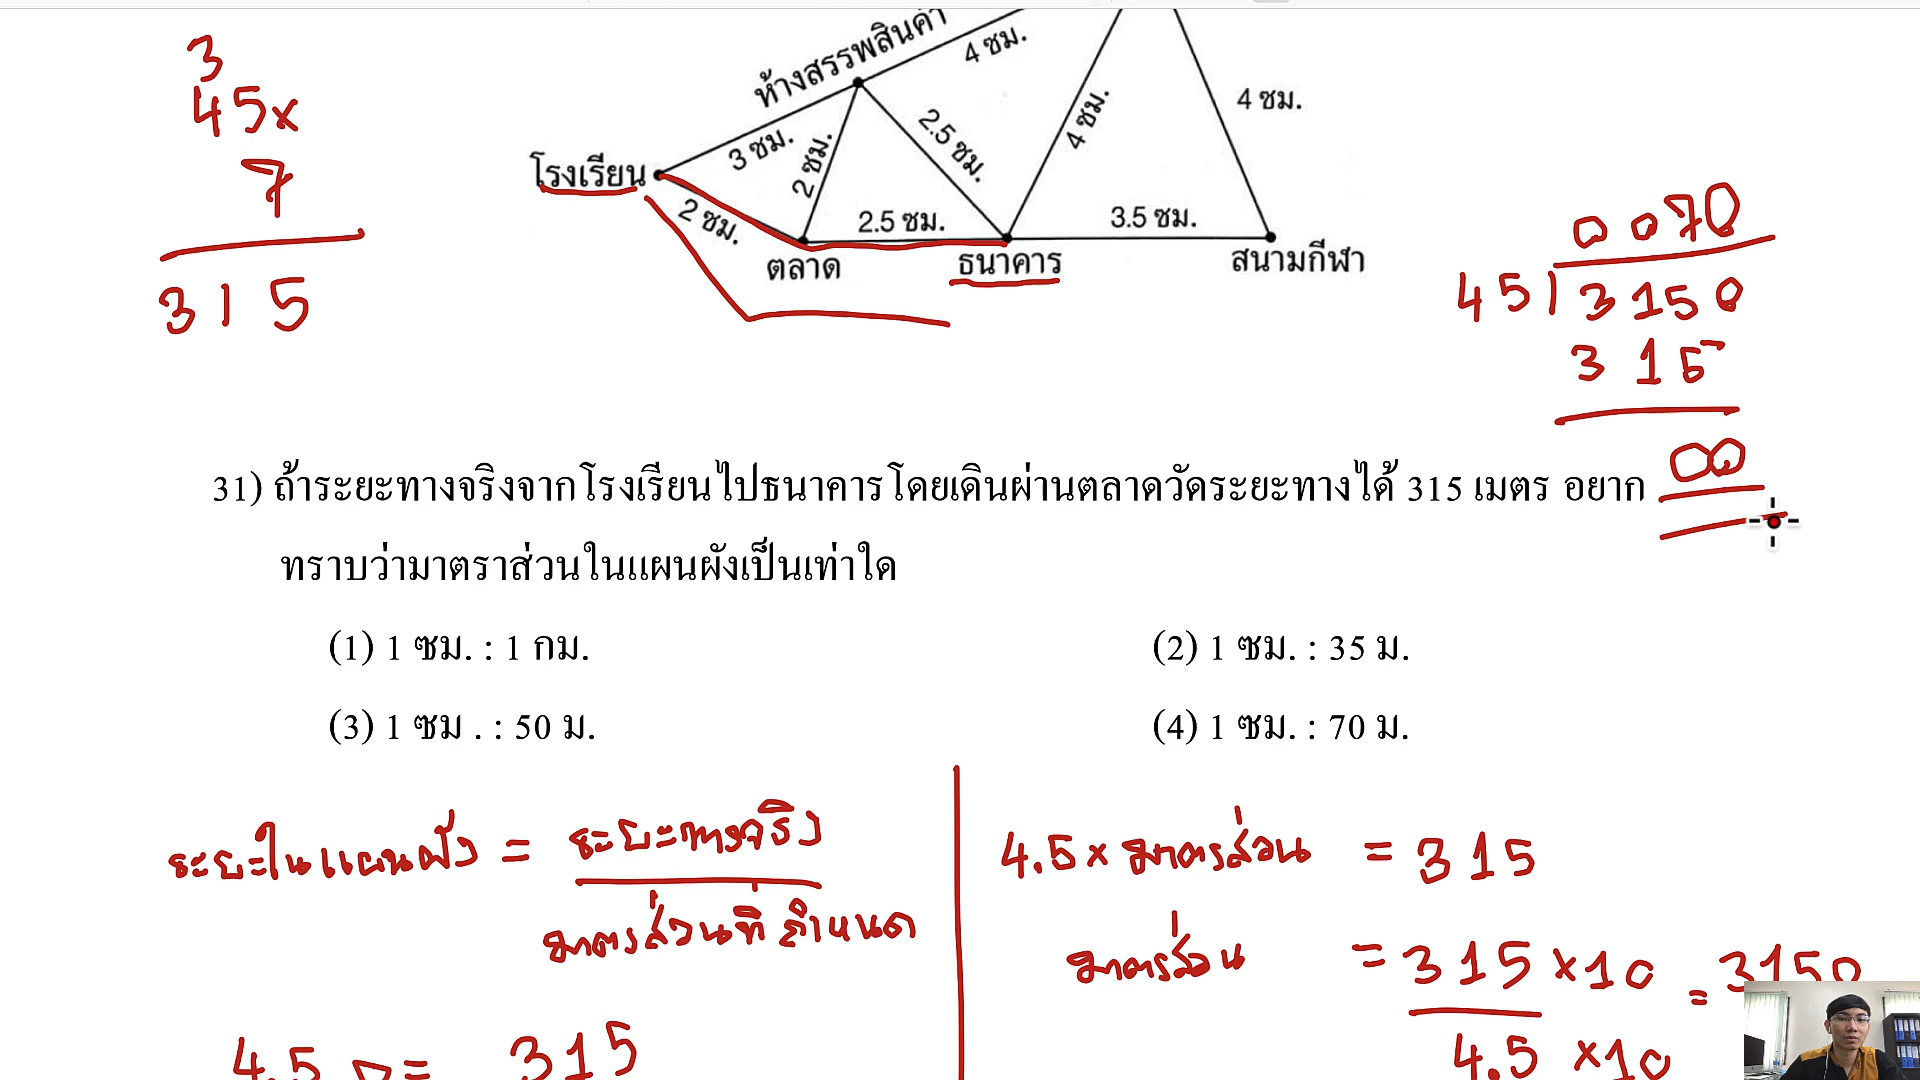 3
45×
7
315
ห้างสรรพสินค้า
4 ซม.
3 ซม.
2 ซม.
2.5 ซม.
4 ซม.
4 ซม.
โรงเรียน
2 ซม.
2.5 ซม.
3.5 ซม.
ตลาด
ธนาคาร
สนามกีฬา
0070
45 3150
315
00
31) ถ้าระยะทางจริงจากโรงเรียนไปธนาคารโดยเดินผ่านตลาดวัดระยะทางได้ 315 เมตร อยาก
ทราบว่ามาตราส่วนในแผนผังเป็นเท่าใด
(1) 1 ซม. : 1 กม.
(2) 1 ซม. : 35 ม.
(3) 1 ซม . : 50 ม.
(4) 1 ซม. : 70 ม.
ระยะในแผนผัง = ระยะทางจริง
มาตรส่วนที่กำหนด
4.5 × มาตรส่วน = 315
มาตรส่วน = 315 ×10 = 3150
4.5 ×10
4.5 = 315